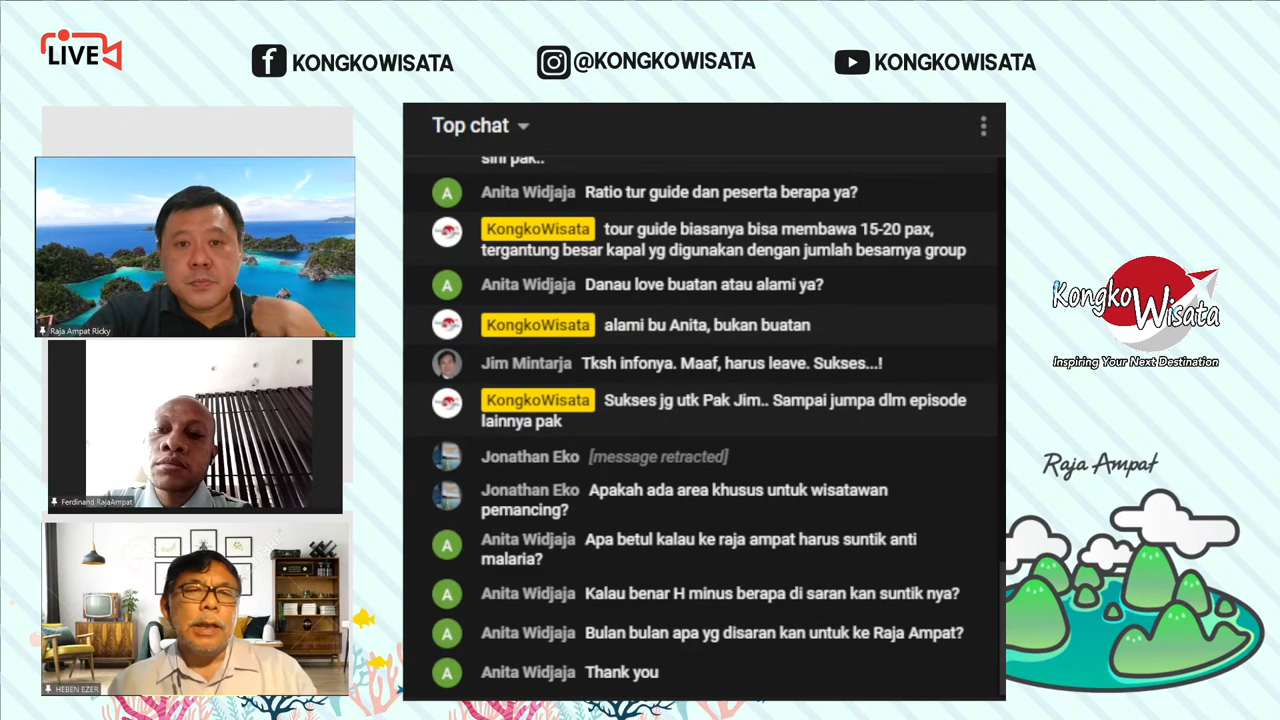 LIVE
KONGKOWISATA
@KONGKOWISATA
KONGKOWISATA
Top chat
sini pak..
Anita Widjaja Ratio tur guide dan peserta berapa ya?
KongkoWisata tour guide biasanya bisa membawa 15-20 pax,
tergantung besar kapal yg digunakan dengan jumlah besarnya group
Anita Widjaja Danau love buatan atau alami ya?
KongkoWisata alami bu Anita, bukan buatan
Jim Mintarja Tksh infonya. Maaf, harus leave. Sukses...!
KongkoWisata Sukses jg utk Pak Jim.. Sampai jumpa dlm episode
lainnya pak
Jonathan Eko [message retracted]
Jonathan Eko Apakah ada area khusus untuk wisatawan
pemancing?
Anita Widjaja Apa betul kalau ke raja ampat harus suntik anti
malaria?
Anita Widjaja Kalau benar H minus berapa di saran kan suntik nya?
Anita Widjaja Bulan bulan apa yg disaran kan untuk ke Raja Ampat?
Anita Widjaja Thank you
Raja Ampat Ricky
Ferdinand RajaAmpat
HEBEN EZER
Kongko Wisata
Inspiring Your Next Destination
Raja Ampat